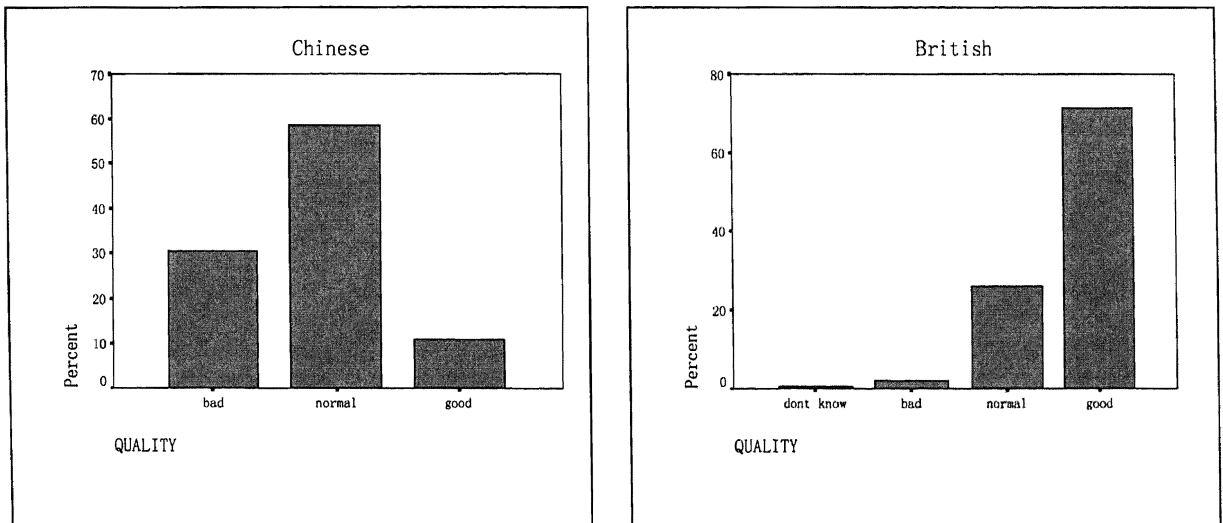 Chinese
70
60
50
40
30
20
10
0
Percent
bad normal good
QUALITY
British
80
60
40
20
0
Percent
dont know bad normal good
QUALITY